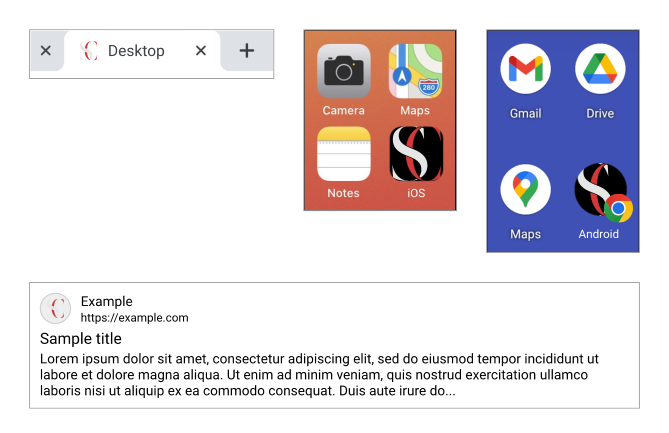 Desktop
Camera
Maps
280
Notes
iOS
Gmail
Drive
Maps
Android
Example
https://example.com
Sample title
Lorem ipsum dolor sit amet, consectetur adipiscing elit, sed do eiusmod tempor incididunt ut
labore et dolore magna aliqua. Ut enim ad minim veniam, quis nostrud exercitation ullamco
laboris nisi ut aliquip ex ea commodo consequat. Duis aute irure do...